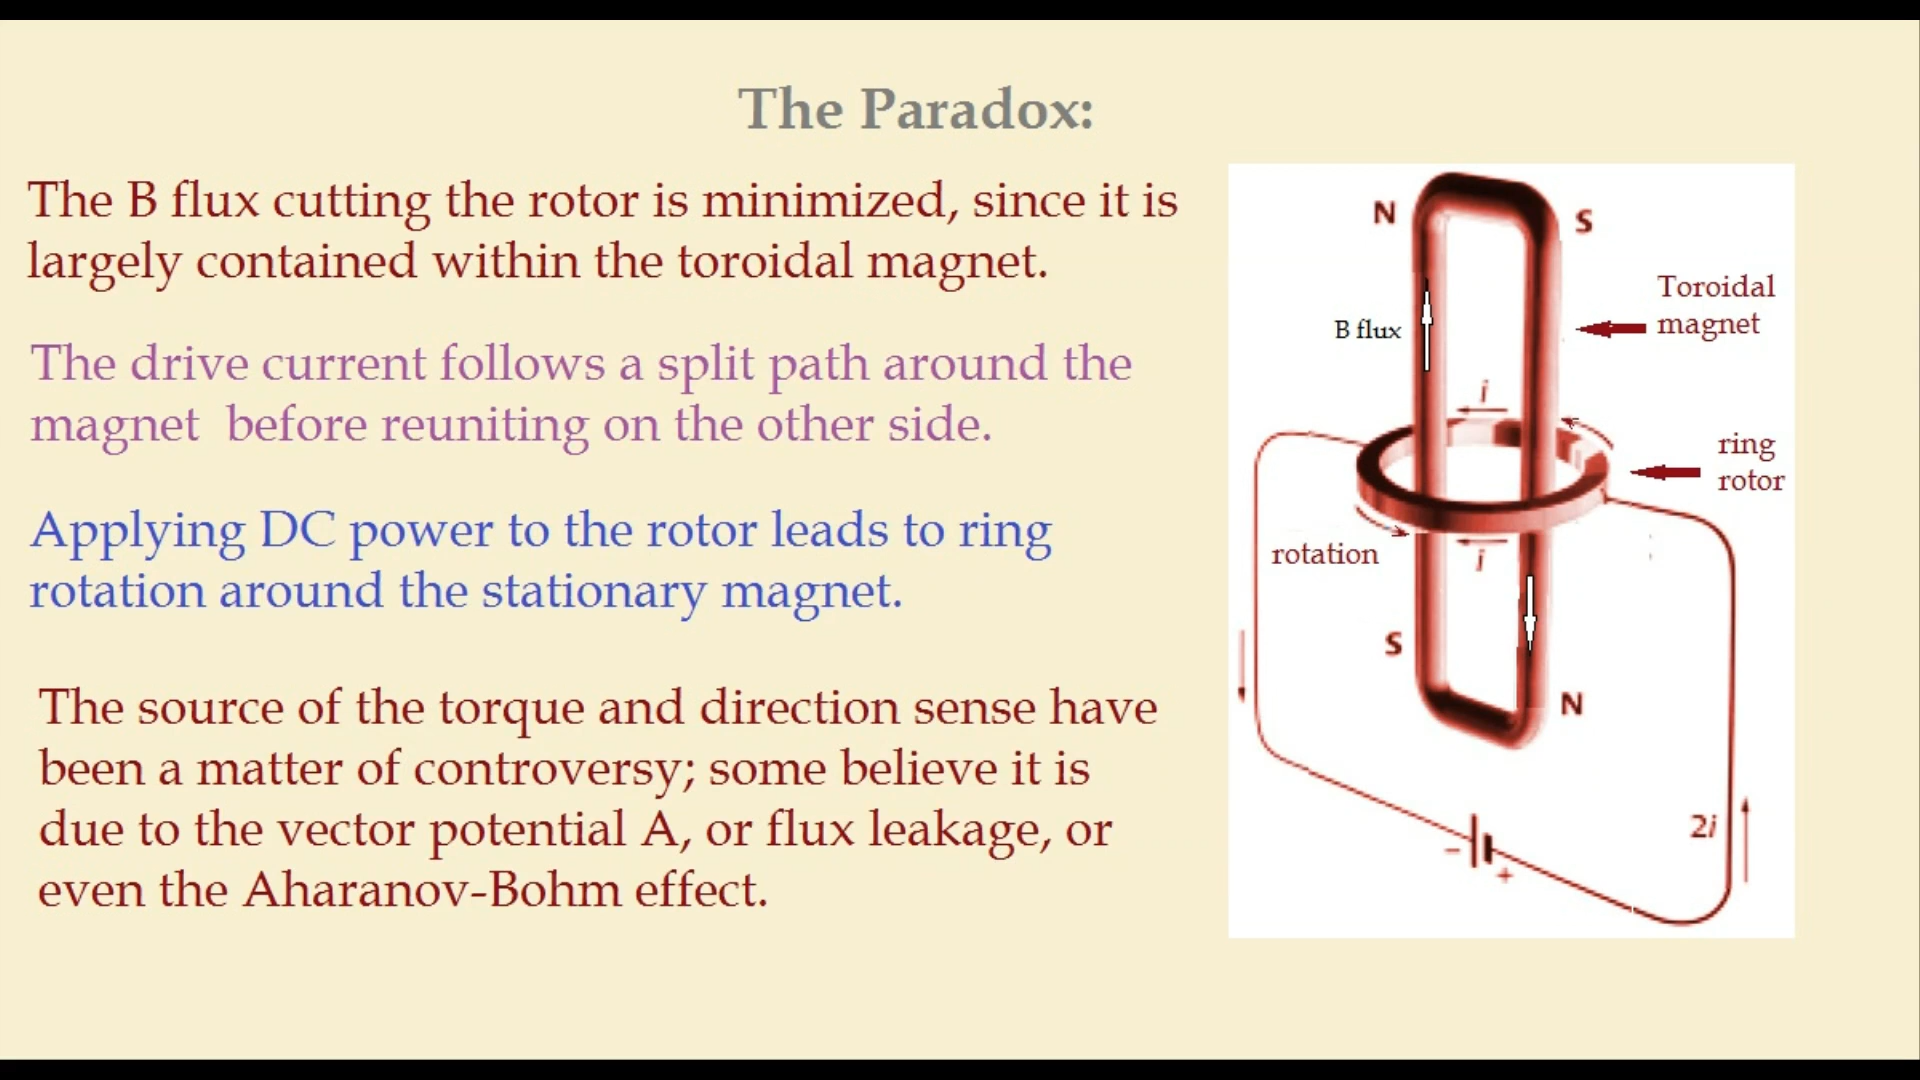 The Paradox:
The B flux cutting the rotor is minimized, since it is
largely contained within the toroidal magnet.
The drive current follows a split path around the
magnet before reuniting on the other side.
Applying DC power to the rotor leads to ring
rotation around the stationary magnet.
The source of the torque and direction sense have
been a matter of controversy; some believe it is
due to the vector potential A, or flux leakage, or
even the Aharanov-Bohm effect.
N
S
Toroidal
magnet
B flux
i
ring
rotor
rotation
i
S
N
2i
−
+